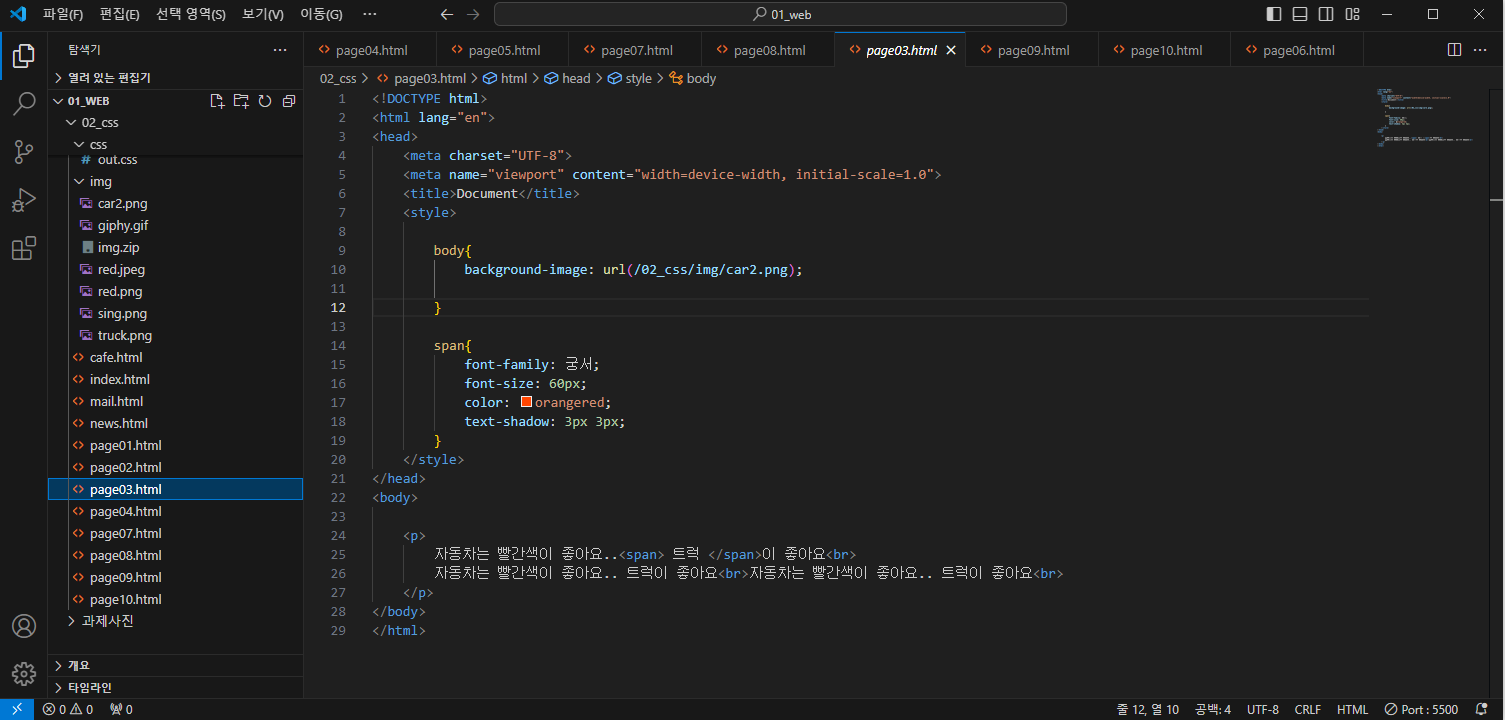 파일(F) 편집(E) 선택 영역(S) 보기(V) 이동(G) ··· 01_web
탐색기 ···
열려 있는 편집기
01_WEB
02_css
css
# out.css
img
car2.png
giphy.gif
img.zip
red.jpeg
red.png
sing.png
truck.png
cafe.html
index.html
mail.html
news.html
page01.html
page02.html
page03.html
page04.html
page07.html
page08.html
page09.html
page10.html
과제사진
개요
타임라인
page04.html page05.html page07.html page08.html page03.html page09.html page10.html page06.html ···
02_css > page03.html > html > head > style > body
1 <!DOCTYPE html>
2 <html lang="en">
3 <head>
4 <meta charset="UTF-8">
5 <meta name="viewport" content="width=device-width, initial-scale=1.0">
6 <title>Document</title>
7 <style>
8
9 body{
10 background-image: url(/02_css/img/car2.png);
11
12 }
13
14 span{
15 font-family: 궁서;
16 font-size: 60px;
17 color: orangered;
18 text-shadow: 3px 3px;
19 }
20 </style>
21 </head>
22 <body>
23
24 <p>
25 자동차는 빨간색이 좋아요..<span> 트럭 </span>이 좋아요<br>
26 자동차는 빨간색이 좋아요.. 트럭이 좋아요<br>자동차는 빨간색이 좋아요.. 트럭이 좋아요<br>
27 </p>
28 </body>
29 </html>
0 0 0 줄 12, 열 10 공백: 4 UTF-8 CRLF HTML Port : 5500